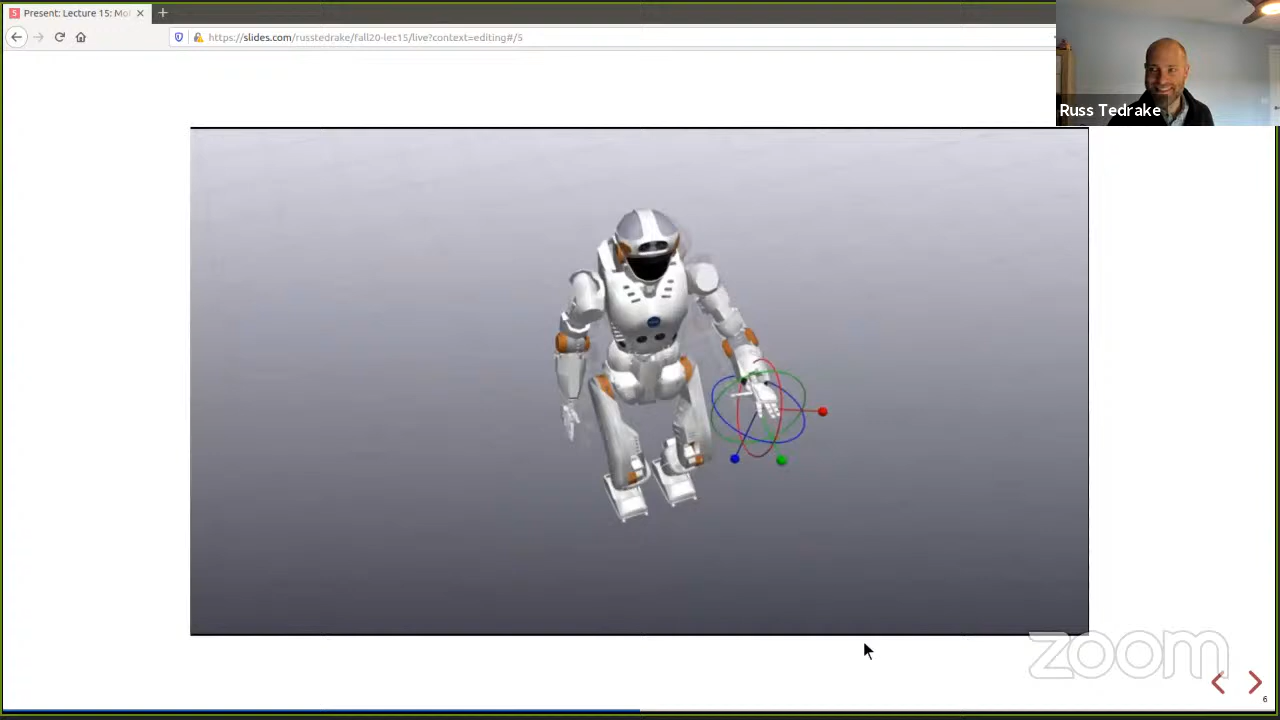 Present: Lecture 15: Mo
https://slides.com/russtedrake/fall20-lec15/live?context=editing#/5
Russ Tedrake
zoom
6